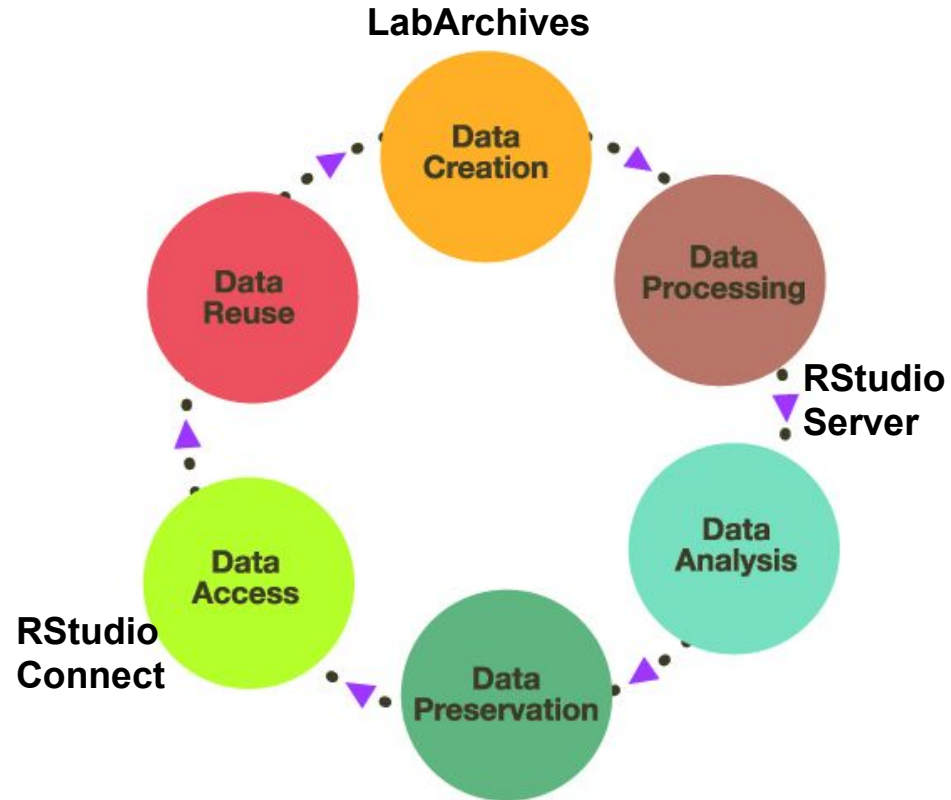 LabArchives
Data
Creation
Data
Processing
RStudio
Server
Data
Analysis
Data
Preservation
Data
Access
RStudio
Connect
Data
Reuse